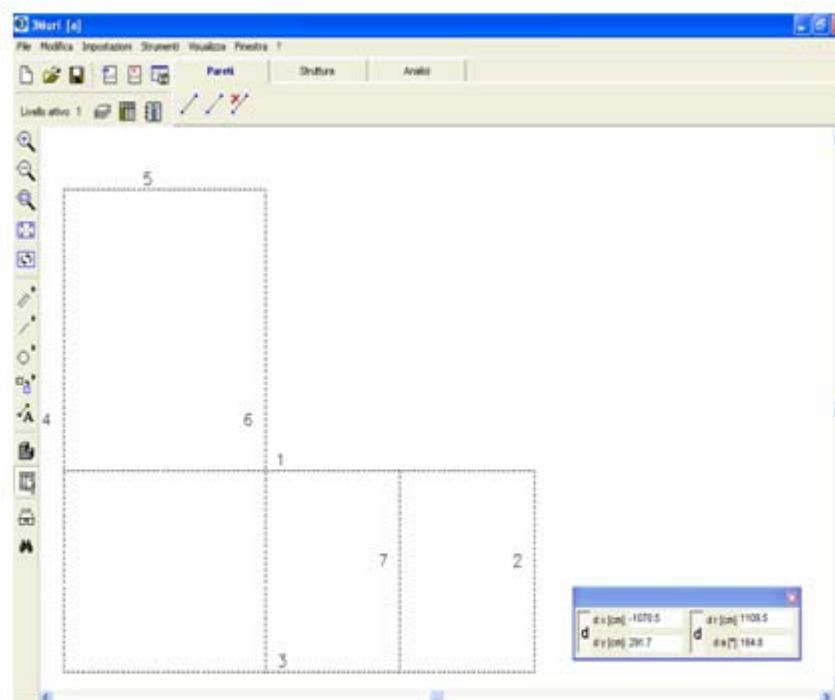 3Muri [a]
File Modifica Impostazioni Strumenti Visualizza Finestra ?
Pareti Struttura Analisi
Livello attivo 1
5
4
6
1
7
2
3
d x [cm]: -1070.5 d r [cm]: 1109.5
d d
d y [cm]: 291.7 d a [°]: 164.8